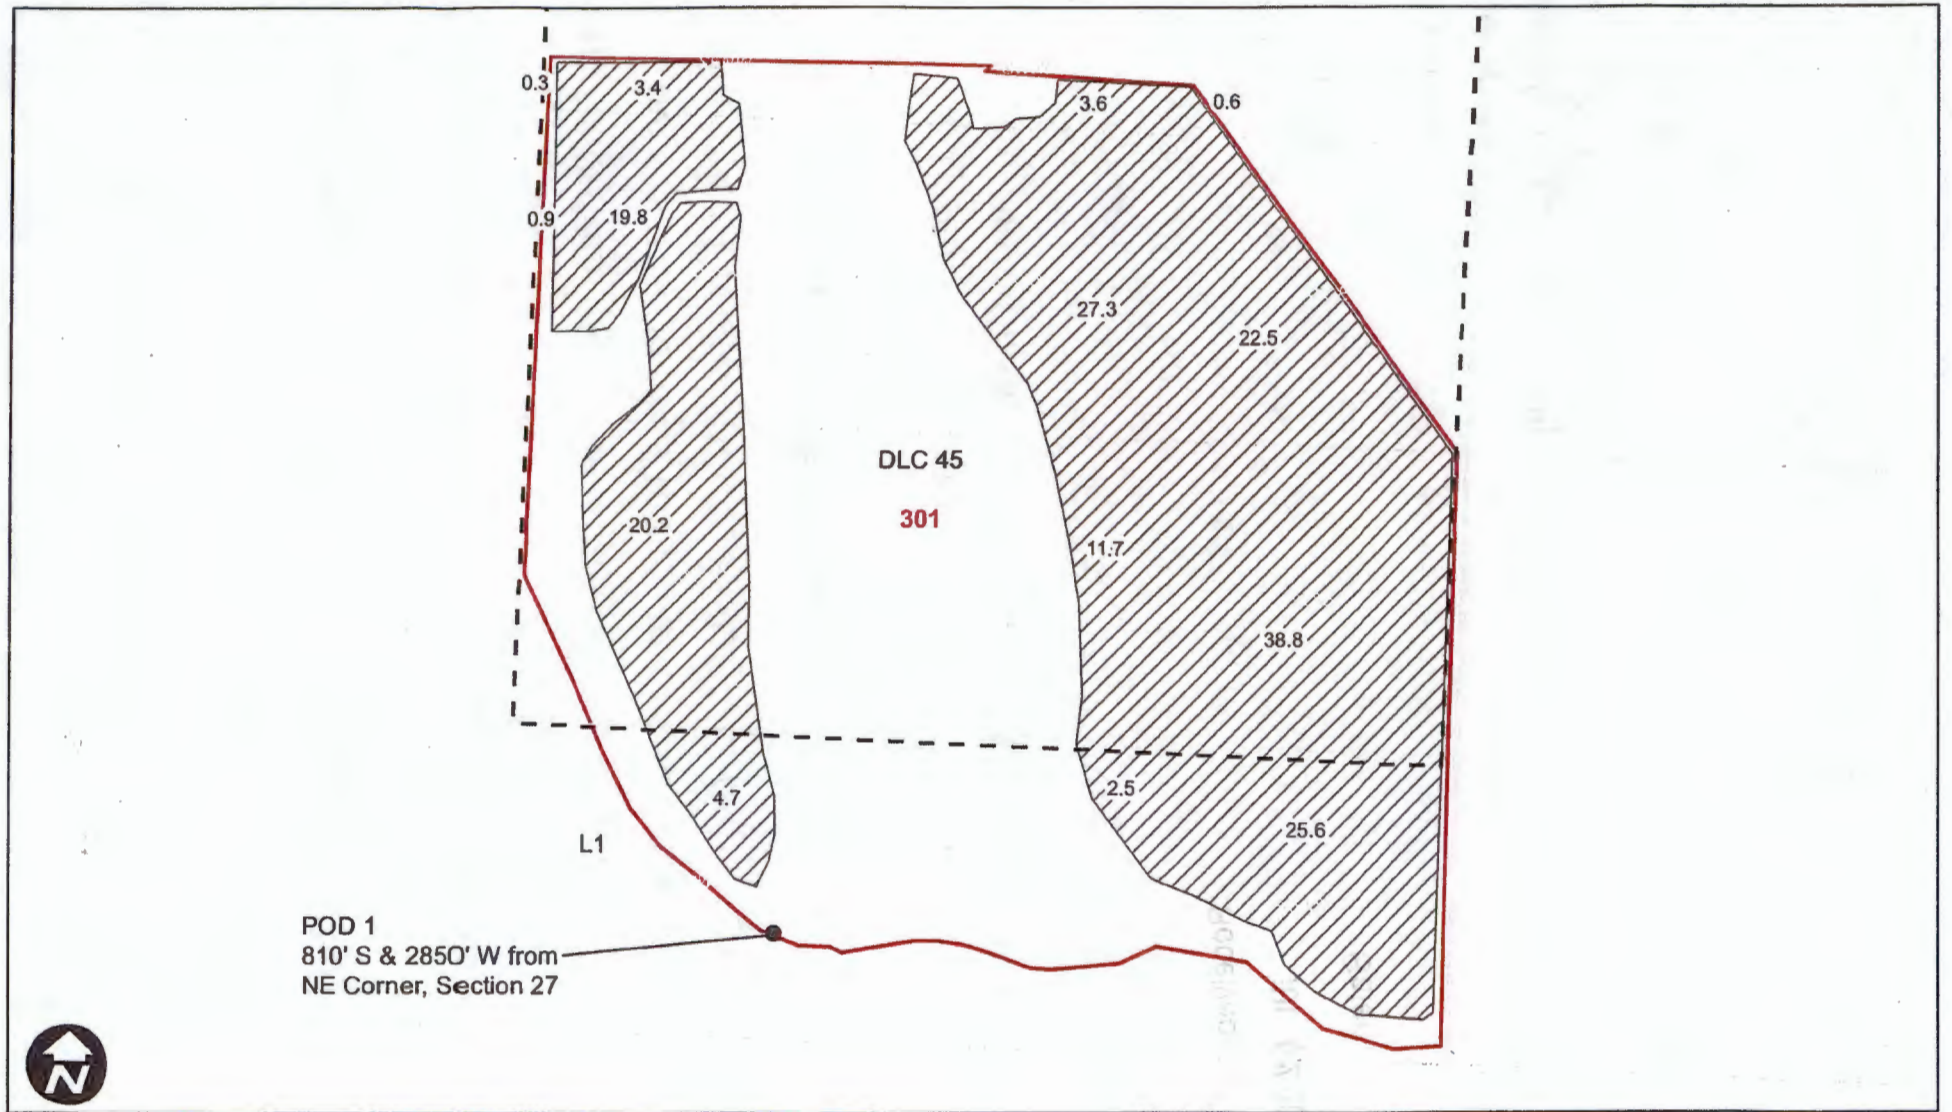 0.3
3.4
3.6
0.6
0.9
19.8
27.3
22.5
DLC 45
301
20.2
11.7
38.8
4.7
2.5
25.6
L1
POD 1
810' S & 2850' W from
NE Corner, Section 27
N